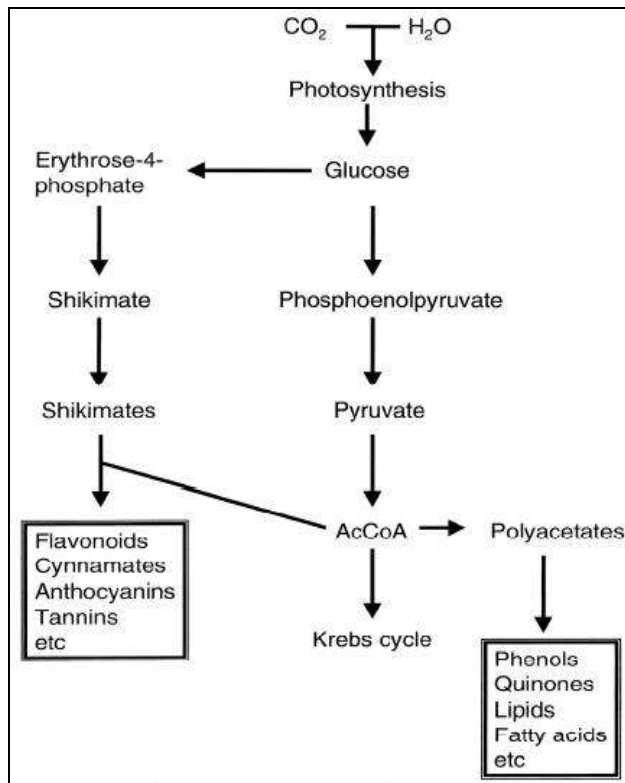 CO2 H2O
Photosynthesis
Erythrose-4-
phosphate
Glucose
Shikimate
Phosphoenolpyruvate
Shikimates
Pyruvate
AcCoA
Polyacetates
Flavonoids
Cynnamates
Anthocyanins
Tannins
etc
Krebs cycle
Phenols
Quinones
Lipids
Fatty acids
etc